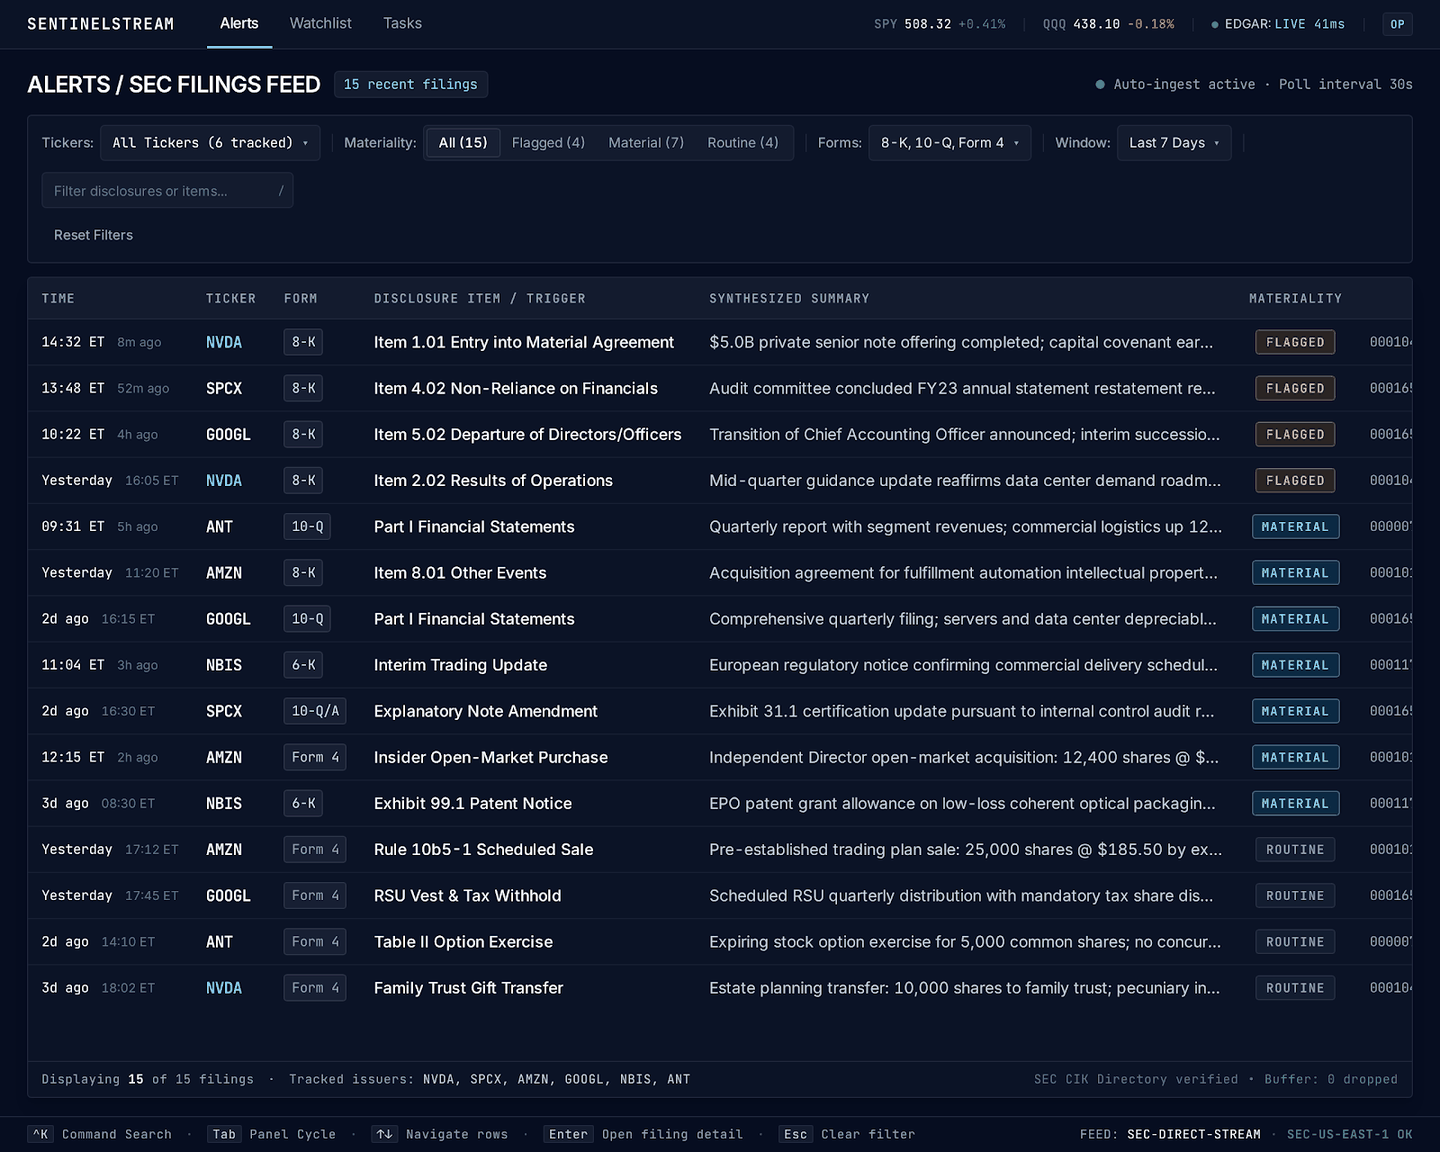 SENTINELSTREAM Alerts Watchlist Tasks SPY 508.32 +0.41% QQQ 438.10 -0.18% EDGAR: LIVE 41ms OP
ALERTS / SEC FILINGS FEED 15 recent filings Auto-ingest active · Poll interval 30s
Tickers: All Tickers (6 tracked) ▾ Materiality: All (15) Flagged (4) Material (7) Routine (4) Forms: 8-K, 10-Q, Form 4 ▾ Window: Last 7 Days ▾
Filter disclosures or items... /
Reset Filters
TIME TICKER FORM DISCLOSURE ITEM / TRIGGER SYNTHESIZED SUMMARY MATERIALITY
14:32 ET 8m ago NVDA 8-K Item 1.01 Entry into Material Agreement $5.0B private senior note offering completed; capital covenant ear... FLAGGED 00010
13:48 ET 52m ago SPCX 8-K Item 4.02 Non-Reliance on Financials Audit committee concluded FY23 annual statement restatement re... FLAGGED 00016
10:22 ET 4h ago GOOGL 8-K Item 5.02 Departure of Directors/Officers Transition of Chief Accounting Officer announced; interim successio... FLAGGED 00016
Yesterday 16:05 ET NVDA 8-K Item 2.02 Results of Operations Mid-quarter guidance update reaffirms data center demand roadm... FLAGGED 00010
09:31 ET 5h ago ANT 10-Q Part I Financial Statements Quarterly report with segment revenues; commercial logistics up 12... MATERIAL 00000
Yesterday 11:20 ET AMZN 8-K Item 8.01 Other Events Acquisition agreement for fulfillment automation intellectual propert... MATERIAL 00010
2d ago 16:15 ET GOOGL 10-Q Part I Financial Statements Comprehensive quarterly filing; servers and data center depreciabl... MATERIAL 00016
11:04 ET 3h ago NBIS 6-K Interim Trading Update European regulatory notice confirming commercial delivery schedul... MATERIAL 00011
2d ago 16:30 ET SPCX 10-Q/A Explanatory Note Amendment Exhibit 31.1 certification update pursuant to internal control audit r... MATERIAL 00016
12:15 ET 2h ago AMZN Form 4 Insider Open-Market Purchase Independent Director open-market acquisition: 12,400 shares @ $... MATERIAL 00010
3d ago 08:30 ET NBIS 6-K Exhibit 99.1 Patent Notice EPO patent grant allowance on low-loss coherent optical packagin... MATERIAL 00011
Yesterday 17:12 ET AMZN Form 4 Rule 10b5-1 Scheduled Sale Pre-established trading plan sale: 25,000 shares @ $185.50 by ex... ROUTINE 00010
Yesterday 17:45 ET GOOGL Form 4 RSU Vest & Tax Withhold Scheduled RSU quarterly distribution with mandatory tax share dis... ROUTINE 00016
2d ago 14:10 ET ANT Form 4 Table II Option Exercise Expiring stock option exercise for 5,000 common shares; no concur... ROUTINE 00000
3d ago 18:02 ET NVDA Form 4 Family Trust Gift Transfer Estate planning transfer: 10,000 shares to family trust; pecuniary in... ROUTINE 00010
Displaying 15 of 15 filings · Tracked issuers: NVDA, SPCX, AMZN, GOOGL, NBIS, ANT SEC CIK Directory verified • Buffer: 0 dropped
^K Command Search · Tab Panel Cycle · ↑↓ Navigate rows · Enter Open filing detail · Esc Clear filter FEED: SEC-DIRECT-STREAM · SEC-US-EAST-1 OK